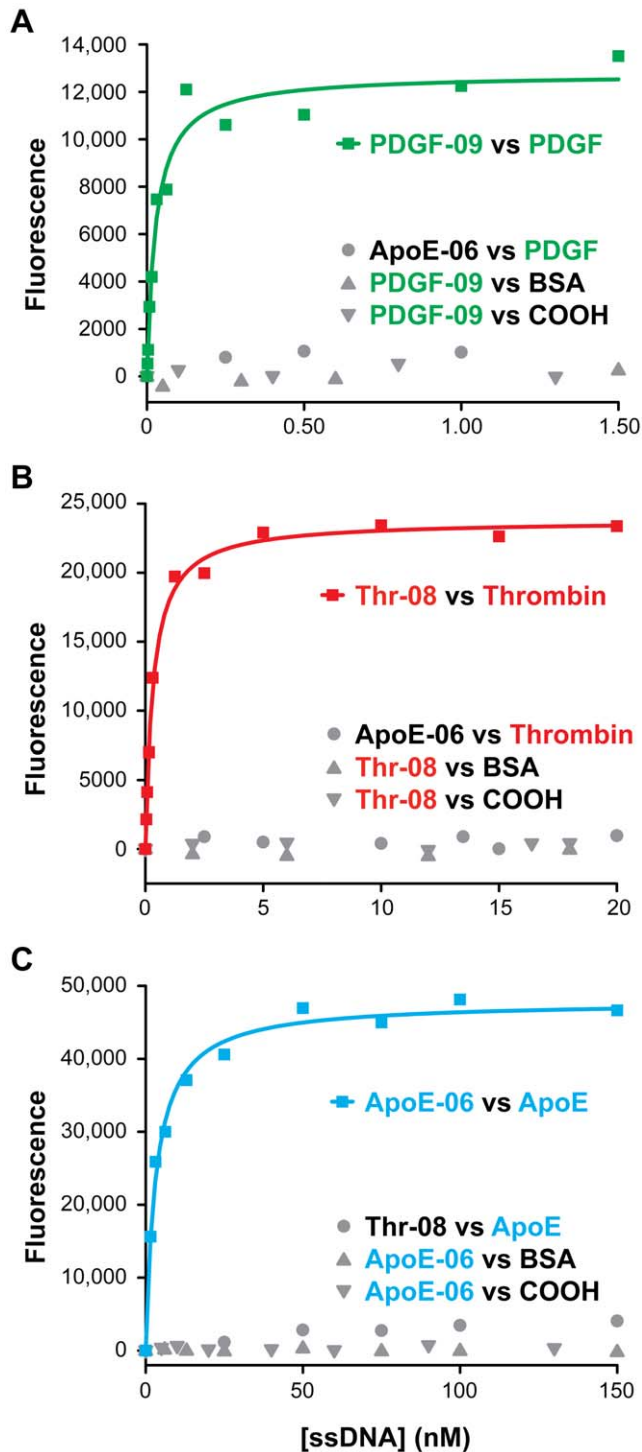 A
14,000
12,000
10,000
8000
6000
4000
2000
0
Fluorescence
PDGF-09 vs PDGF
ApoE-06 vs PDGF
PDGF-09 vs BSA
PDGF-09 vs COOH
0 0.50 1.00 1.50
B
25,000
20,000
15,000
10,000
5000
0
Fluorescence
Thr-08 vs Thrombin
ApoE-06 vs Thrombin
Thr-08 vs BSA
Thr-08 vs COOH
0 5 10 15 20
C
50,000
40,000
30,000
20,000
10,000
0
Fluorescence
ApoE-06 vs ApoE
Thr-08 vs ApoE
ApoE-06 vs BSA
ApoE-06 vs COOH
0 50 100 150
[ssDNA] (nM)